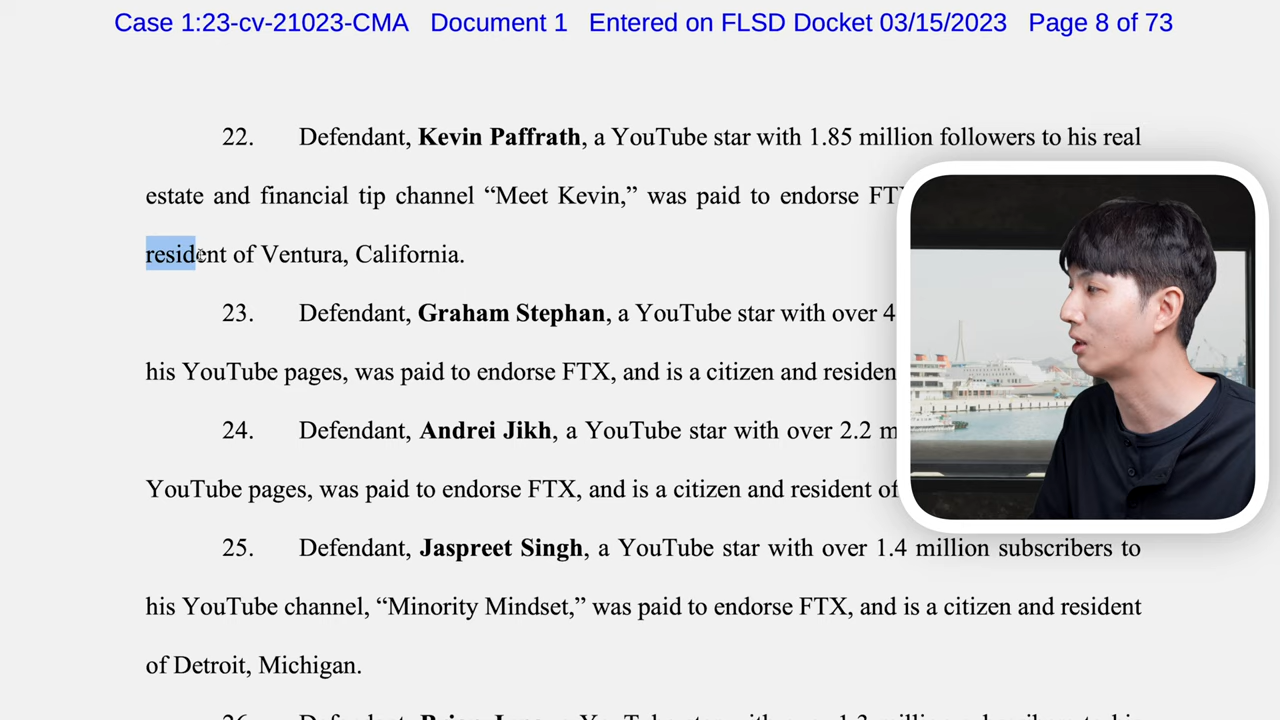 Case 1:23-cv-21023-CMA Document 1 Entered on FLSD Docket 03/15/2023 Page 8 of 73
22. Defendant, Kevin Paffrath, a YouTube star with 1.85 million followers to his real
estate and financial tip channel “Meet Kevin,” was paid to endorse
resident of Ventura, California.
23. Defendant, Graham Stephan, a YouTube star with over 4
his YouTube pages, was paid to endorse FTX, and is a citizen and
24. Defendant, Andrei Jikh, a YouTube star with over 2.2
YouTube pages, was paid to endorse FTX, and is a citizen and resident of
25. Defendant, Jaspreet Singh, a YouTube star with over 1.4 million subscribers to
his YouTube channel, “Minority Mindset,” was paid to endorse FTX, and is a citizen and resident
of Detroit, Michigan.